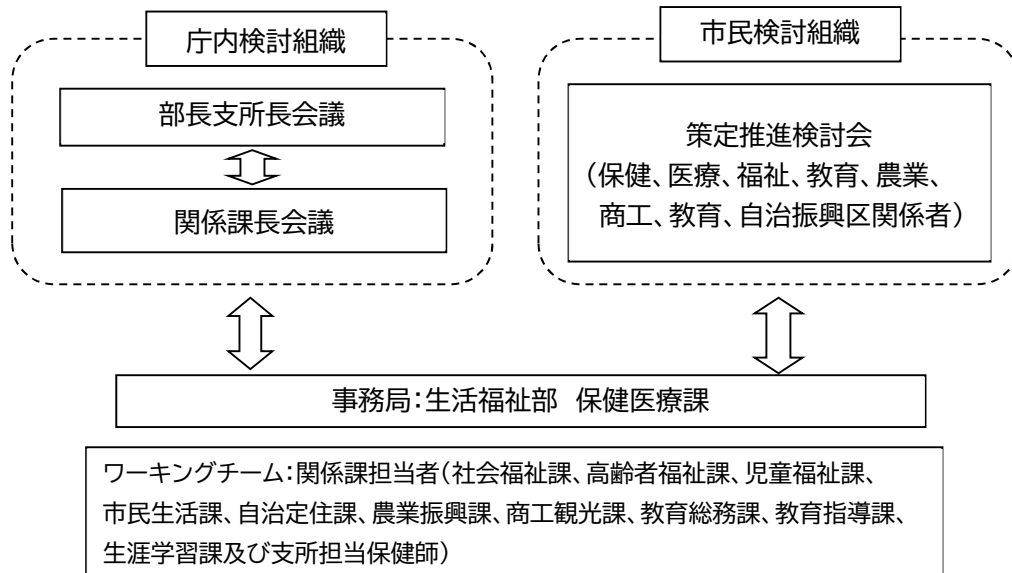 庁内検討組織
部長支所長会議
関係課長会議
市民検討組織
策定推進検討会
（保健、医療、福祉、教育、農業、
商工、教育、自治振興区関係者）
事務局：生活福祉部　保健医療課
ワーキングチーム：関係課担当者（社会福祉課、高齢者福祉課、児童福祉課、
市民生活課、自治定住課、農業振興課、商工観光課、教育総務課、教育指導課、
生涯学習課及び支所担当保健師）